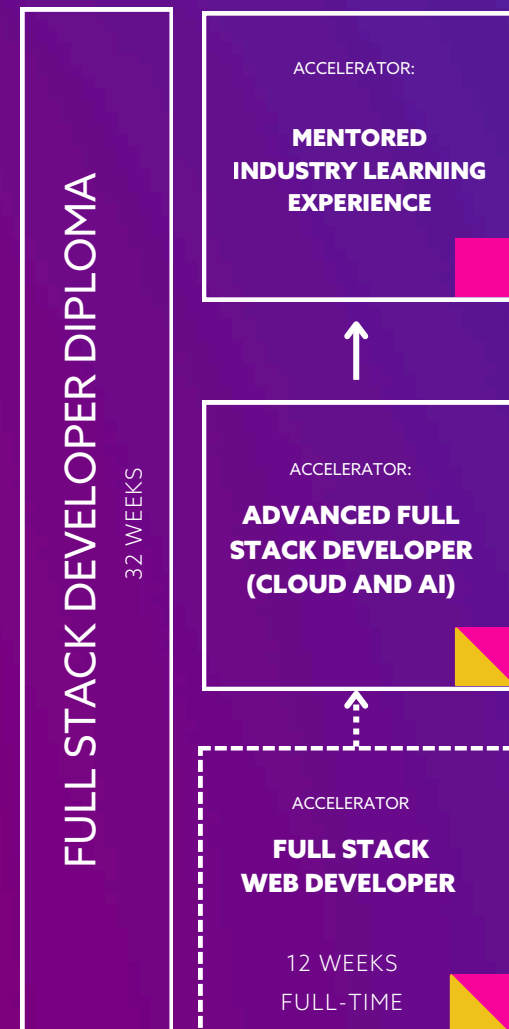 FULL STACK DEVELOPER DIPLOMA
32 WEEKS
ACCELERATOR:
MENTORED
INDUSTRY LEARNING
EXPERIENCE
ACCELERATOR:
ADVANCED FULL
STACK DEVELOPER
(CLOUD AND AI)
ACCELERATOR
FULL STACK
WEB DEVELOPER
12 WEEKS
FULL-TIME